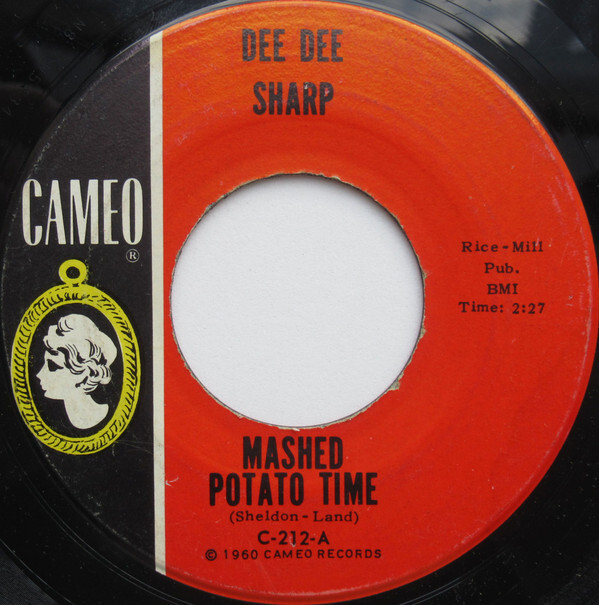 DEE DEE
SHARP
CAMEO
®
Rice-Mill
Pub.
BMI
Time: 2:27
MASHED
POTATO TIME
(Sheldon-Land)
C-212-A
© 1960 CAMEO RECORDS